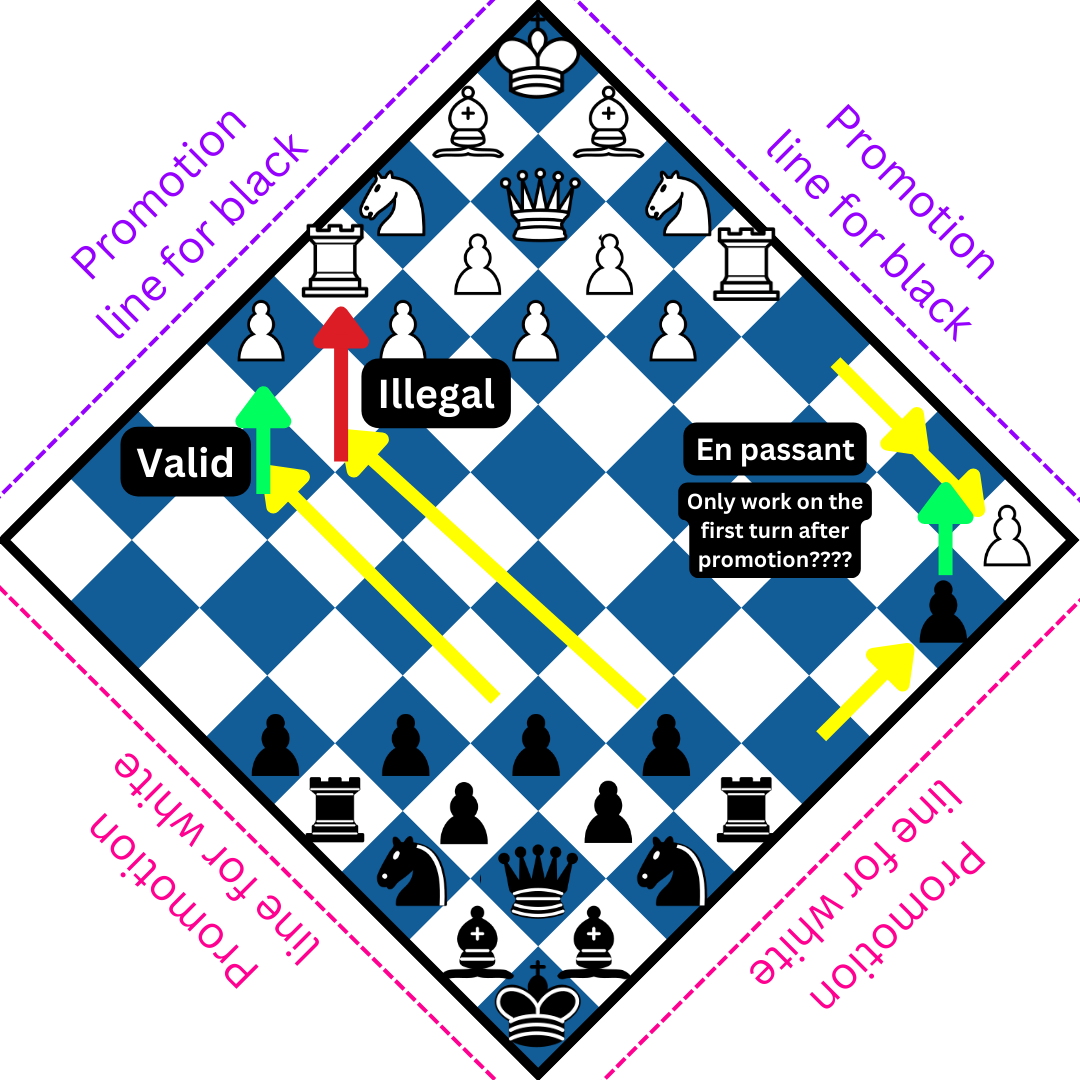 Promotion
line for black
Promotion
line for black
Illegal
Valid
En passant
Only work on the
first turn after
promotion????
Promotion
line for white
Promotion
line for white